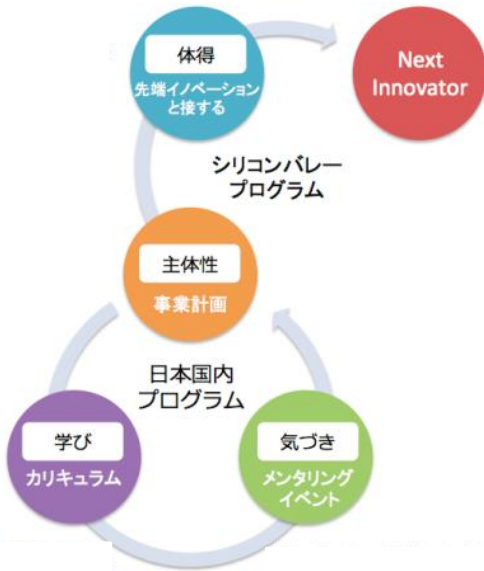 体得
先端イノベーション
と接する
Next
Innovator
シリコンバレー
プログラム
主体性
事業計画
日本国内
プログラム
学び
カリキュラム
気づき
メンタリング
イベント